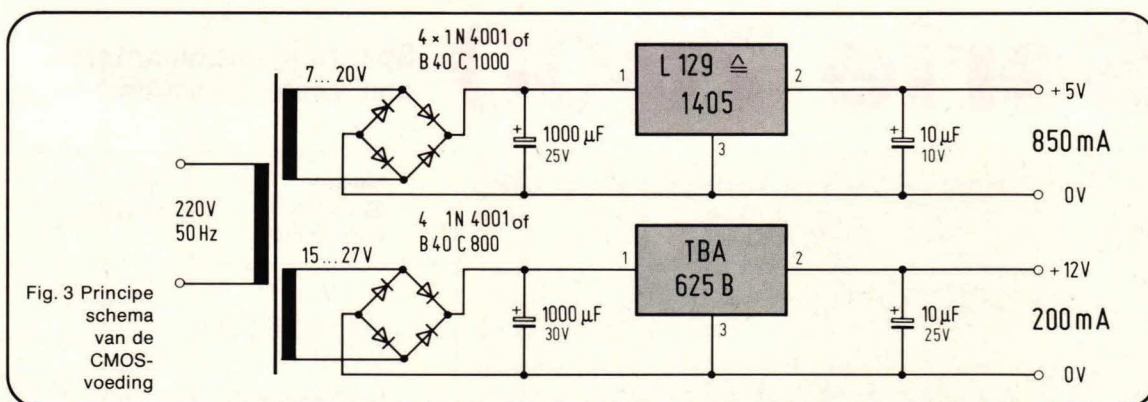 4 × 1 N 4001 of
B 40 C 1000
7...20V
1
L 129 ≙
1405
2
3
1000 µF
25V
10 µF
10V
+5V
850 mA
0V
220V
50 Hz
4 1N 4001 of
B 40 C 800
15...27V
1
TBA
625 B
2
3
1000 µF
30V
10 µF
25V
+12V
200 mA
0V
Fig. 3 Principe
schema
van de
CMOS-
voeding